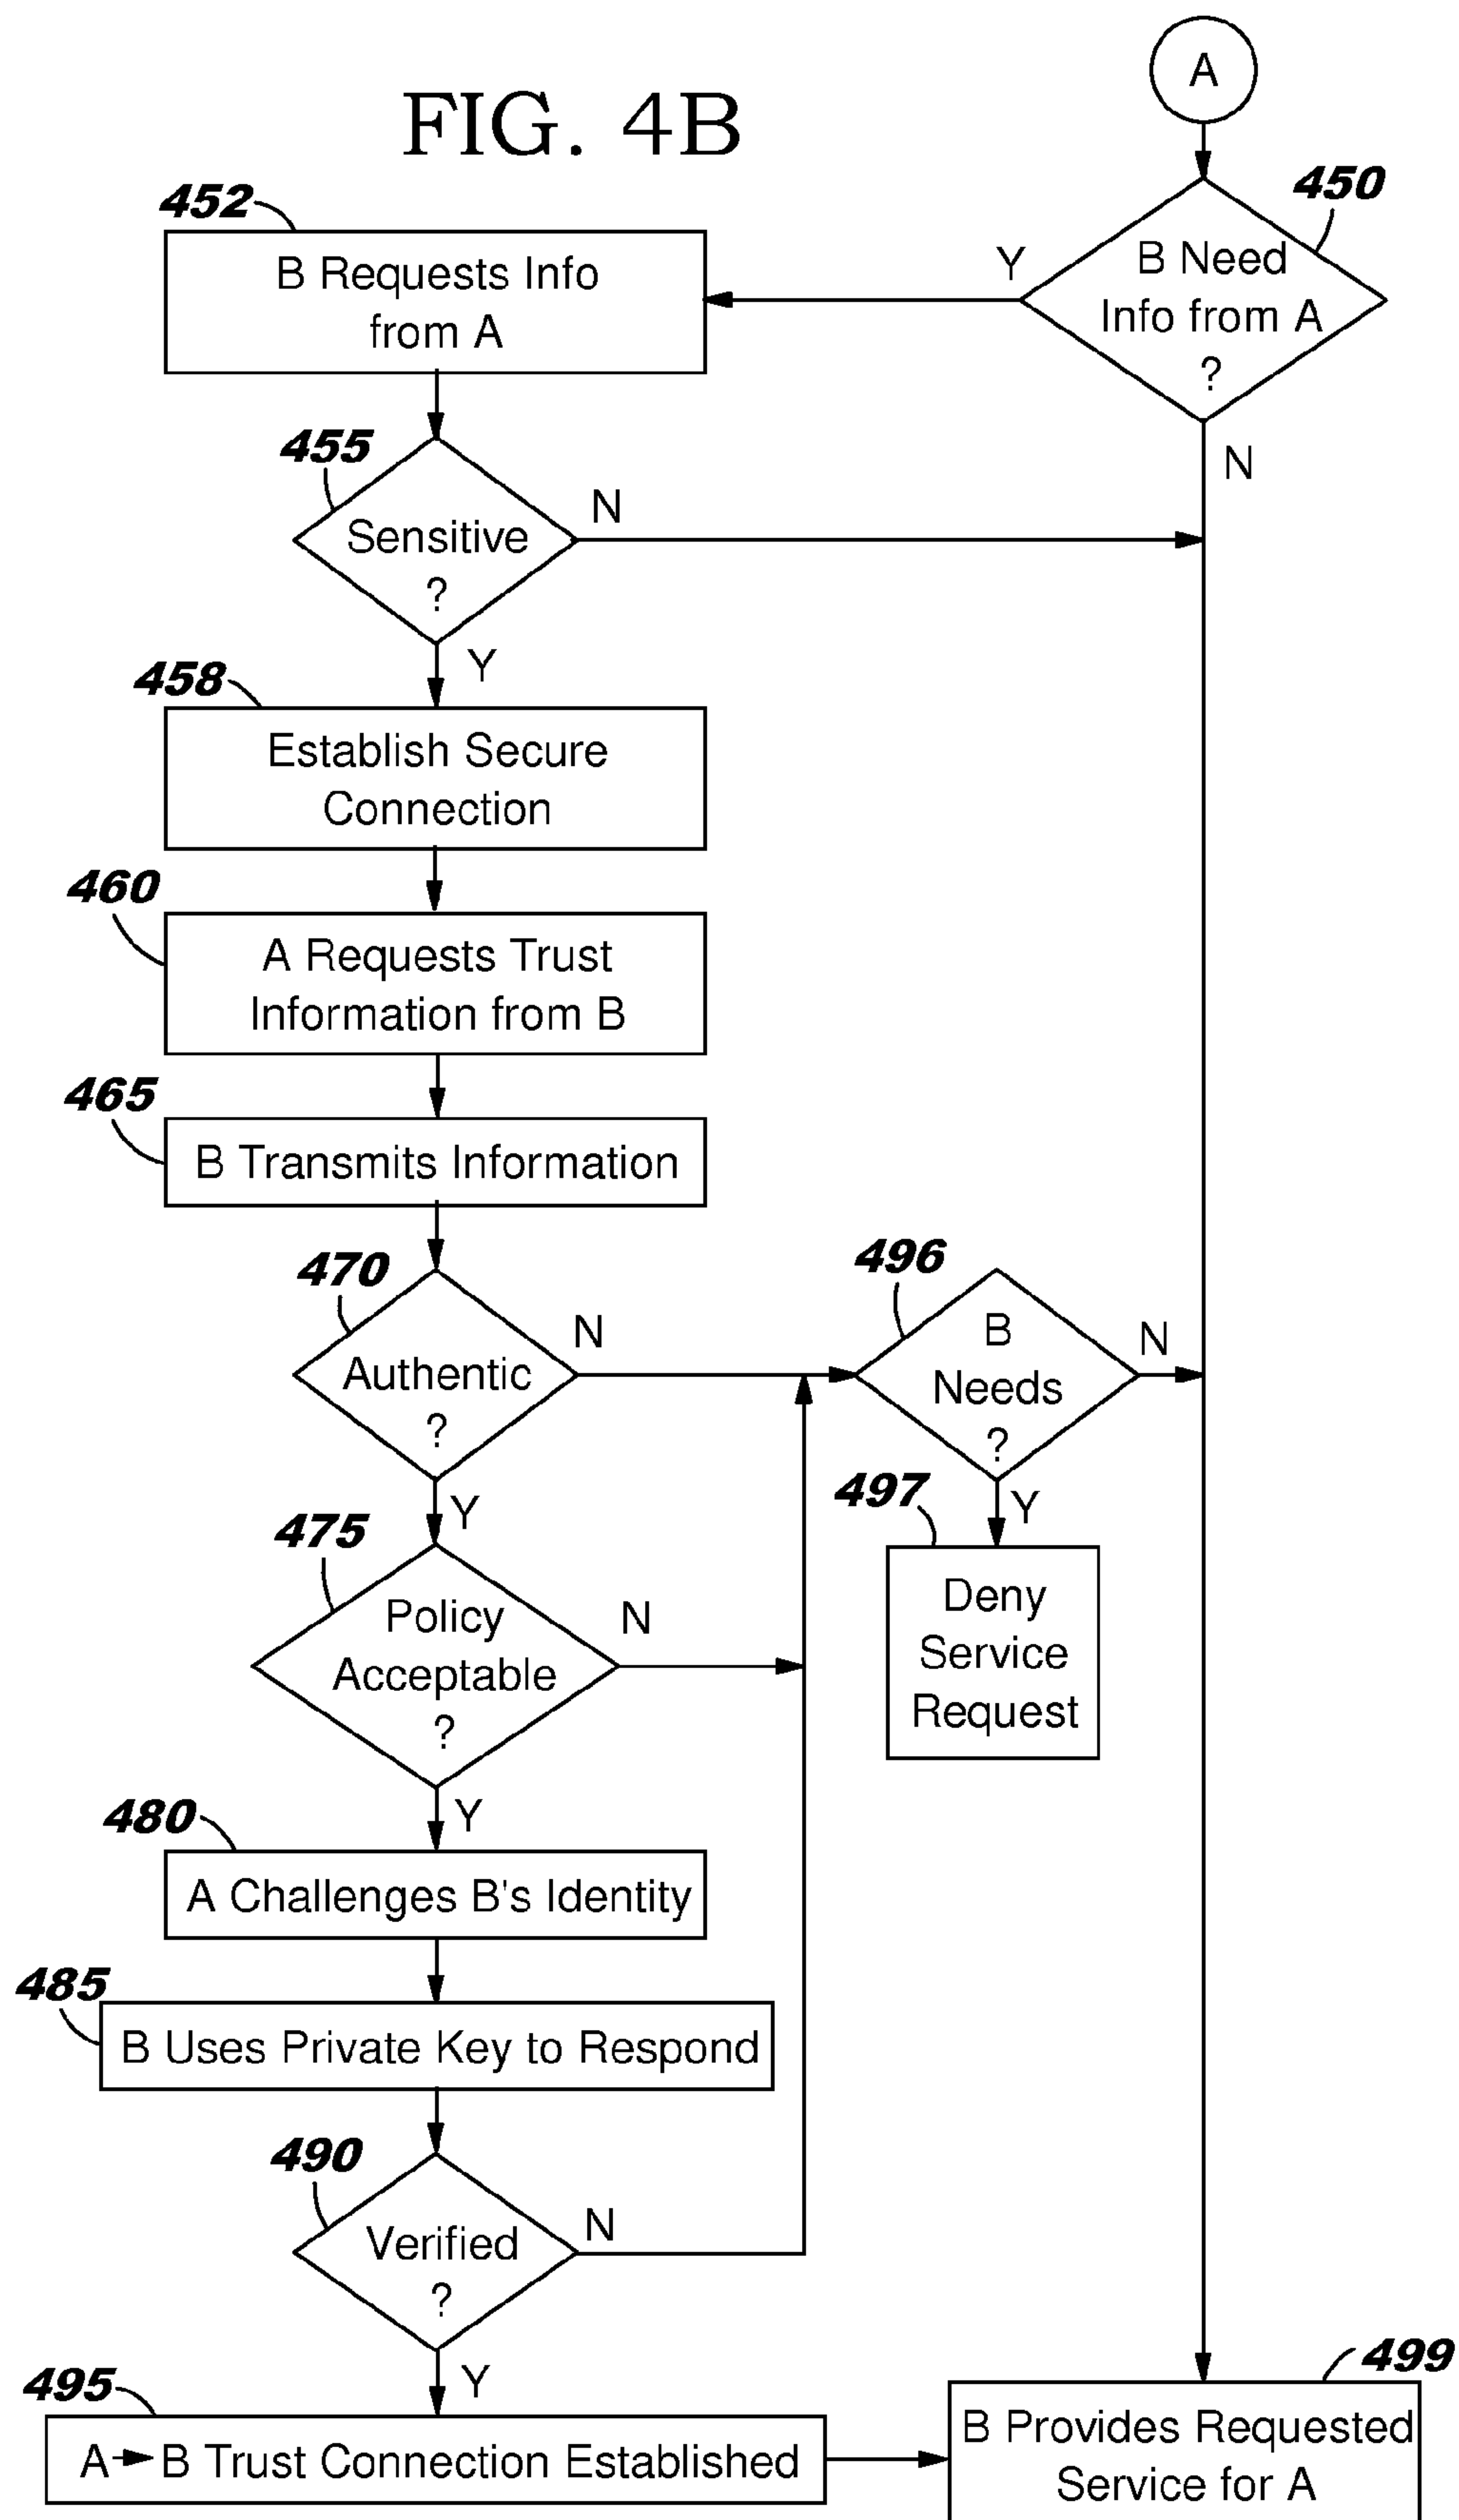 A
FIG. 4B
450
B Need
Info from A
?
Y
N
452
B Requests Info
from A
455
Sensitive
?
N
Y
458
Establish Secure
Connection
460
A Requests Trust
Information from B
465
B Transmits Information
470
Authentic
?
N
Y
496
B
Needs
?
N
Y
497
Deny
Service
Request
475
Policy
Acceptable
?
N
Y
480
A Challenges B's Identity
485
B Uses Private Key to Respond
490
Verified
?
N
Y
495
A→B Trust Connection Established
499
B Provides Requested
Service for A